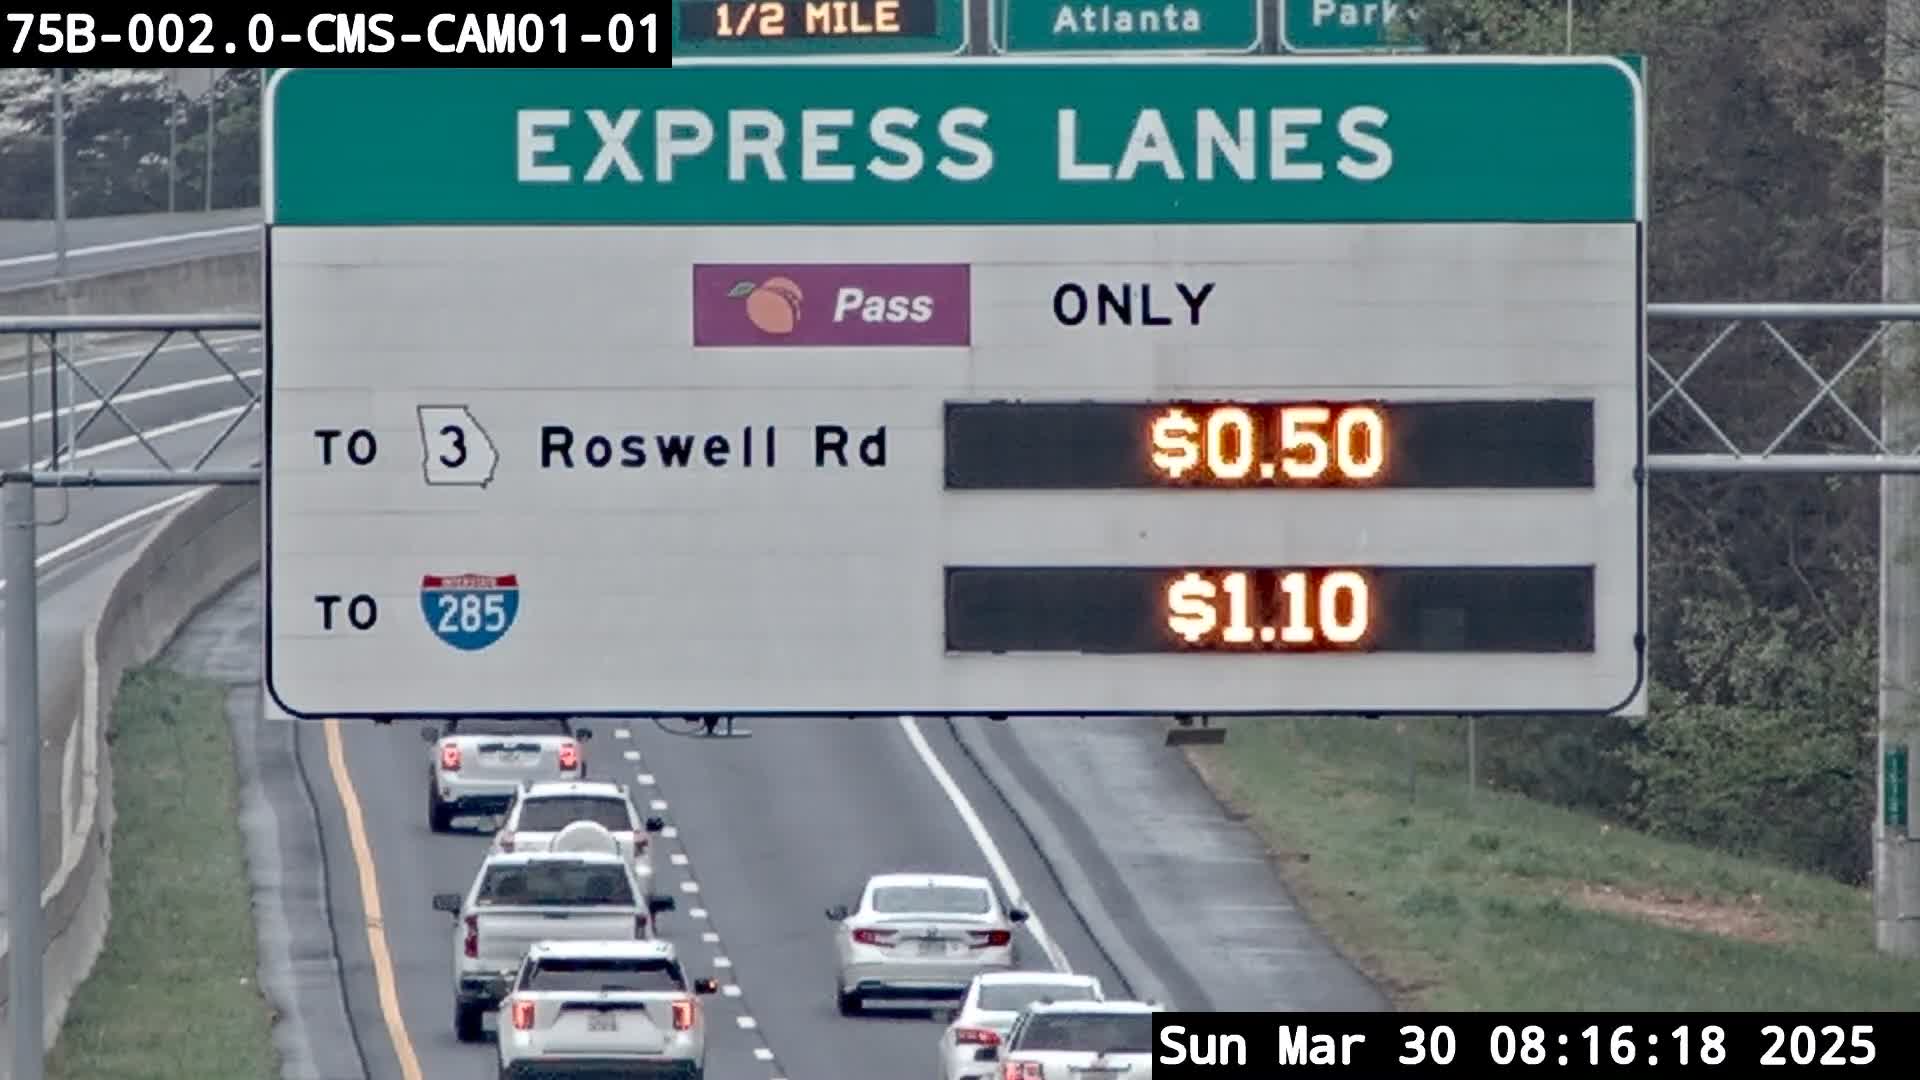 75B-002.0-CMS-CAM01-01
1/2 MILE
Atlanta
EXPRESS LANES
Pass ONLY
TO 3 Roswell Rd $0.50
TO INTERSTATE 285 $1.10
Sun Mar 30 08:16:18 2025